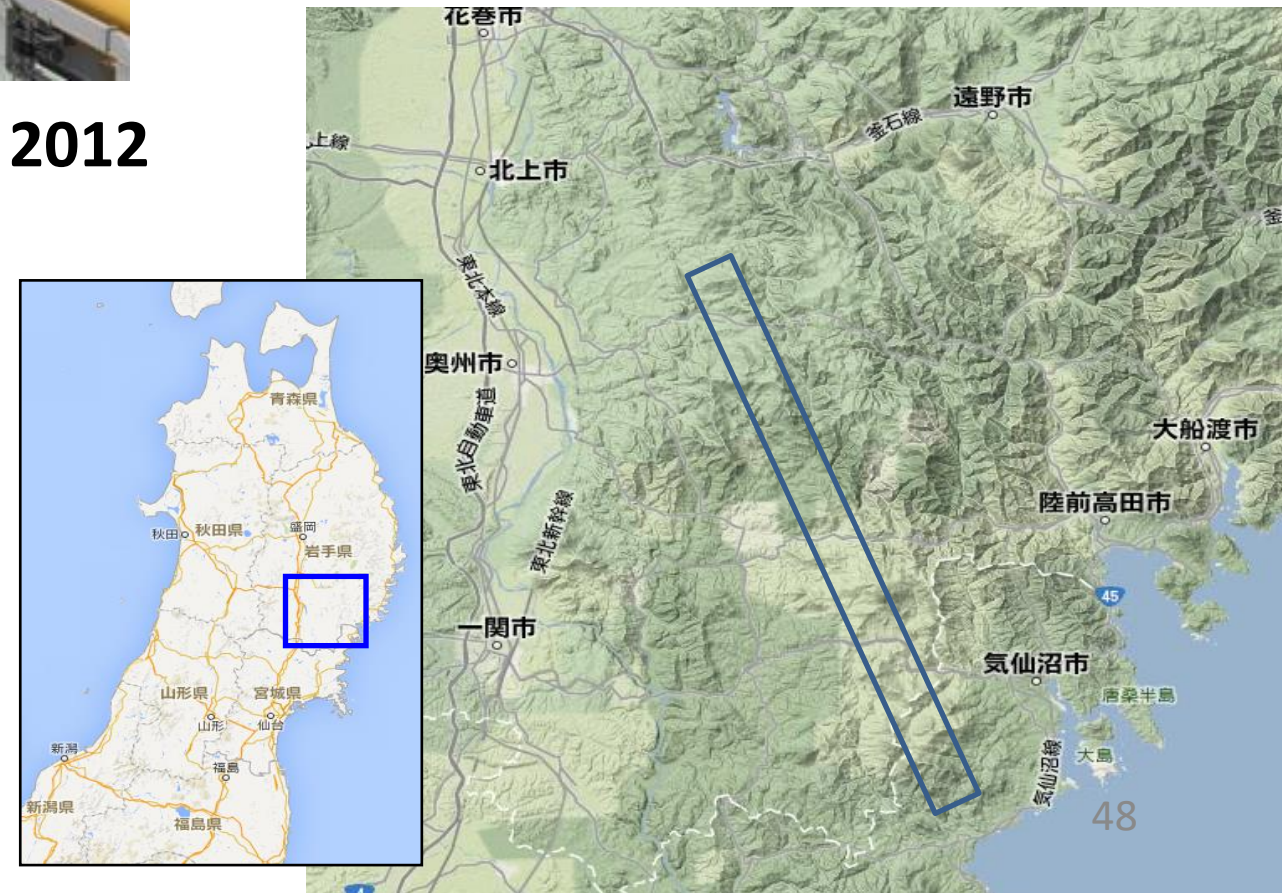 花巻市
遠野市
釜石線
2012
上線
北上市
釜
東北本線
奥州市
東北自動車道
大船渡市
陸前高田市
東北新幹線
45
一関市
気仙沼市
唐桑半島
大島
気仙沼線
48
4
青森県
秋田
秋田県
盛岡
岩手県
山形県
宮城県
山形
仙台
新潟
福島
新潟県
福島県